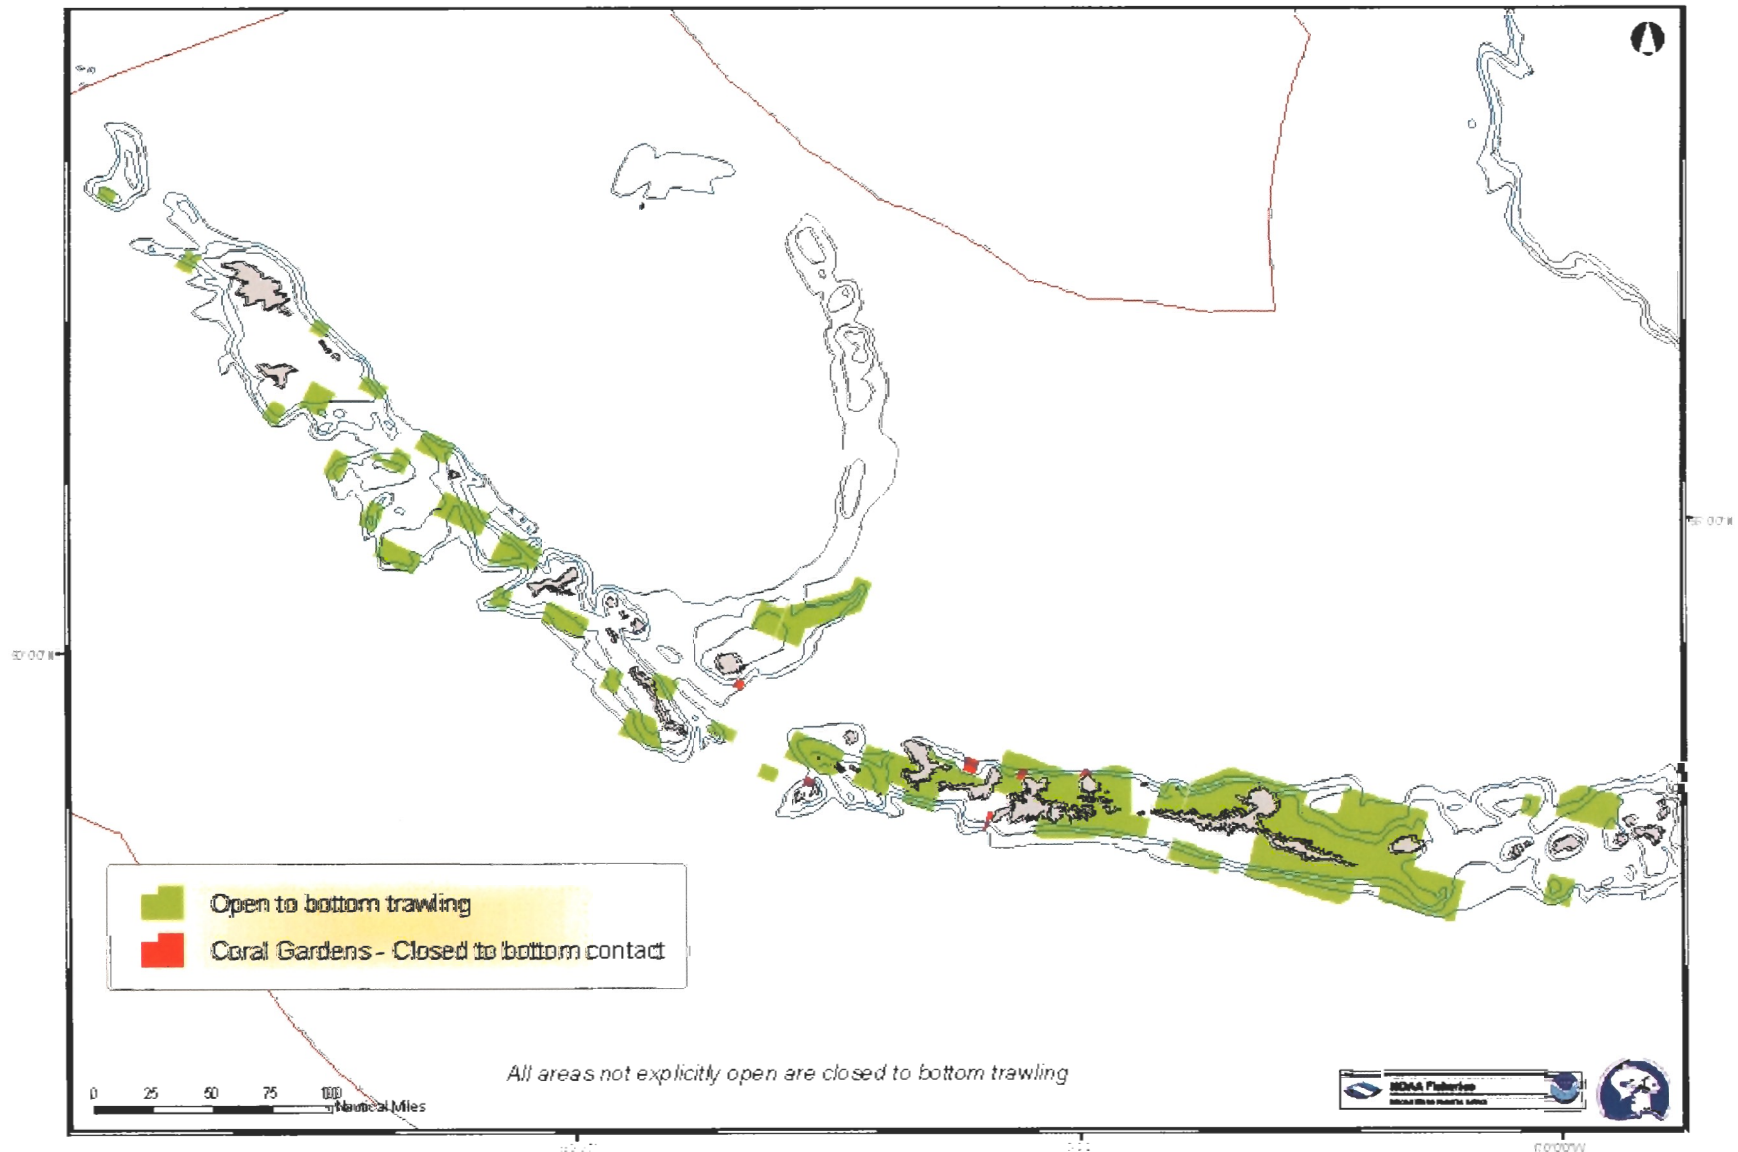 Open to bottom trawling
Coral Gardens - Closed to bottom contact
All areas not explicitly open are closed to bottom trawling
0 25 50 75 100
Nautical Miles
NOAA Fisheries